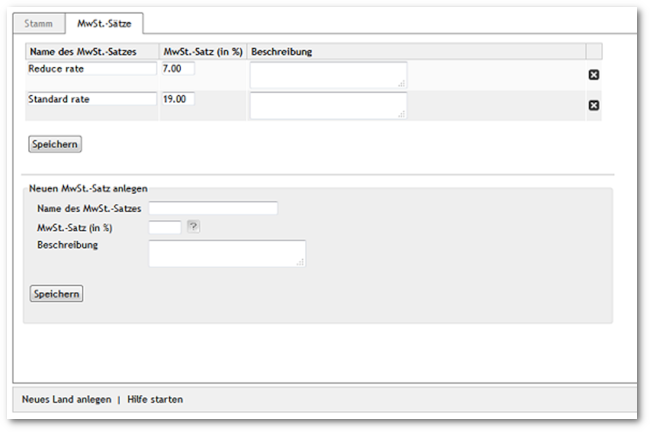 Stamm MwSt.-Sätze
Name des MwSt.-Satzes MwSt.-Satz (in %) Beschreibung
Reduce rate 7.00
Standard rate 19.00
Speichern
Neuen MwSt.-Satz anlegen
Name des MwSt.-Satzes
MwSt.-Satz (in %) ?
Beschreibung
Speichern
Neues Land anlegen | Hilfe starten